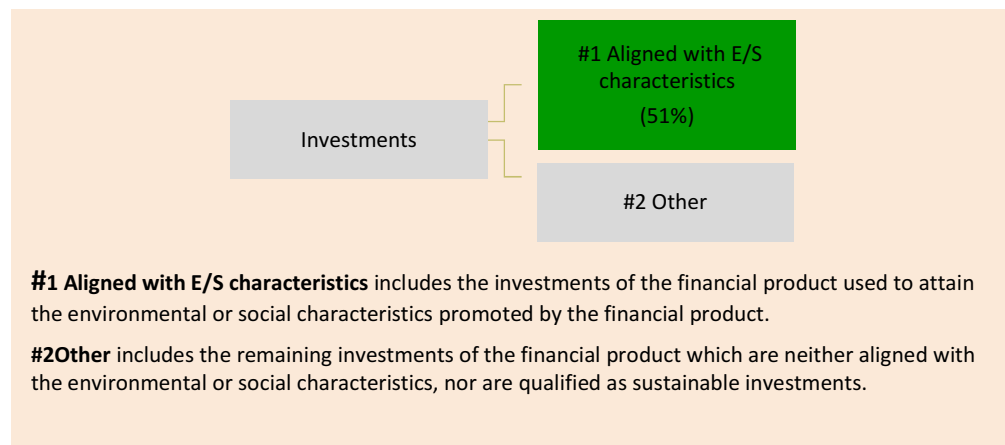 #1 Aligned with E/S
characteristics
(51%)
Investments
#2 Other
#1 Aligned with E/S characteristics includes the investments of the financial product used to attain
the environmental or social characteristics promoted by the financial product.
#2Other includes the remaining investments of the financial product which are neither aligned with
the environmental or social characteristics, nor are qualified as sustainable investments.